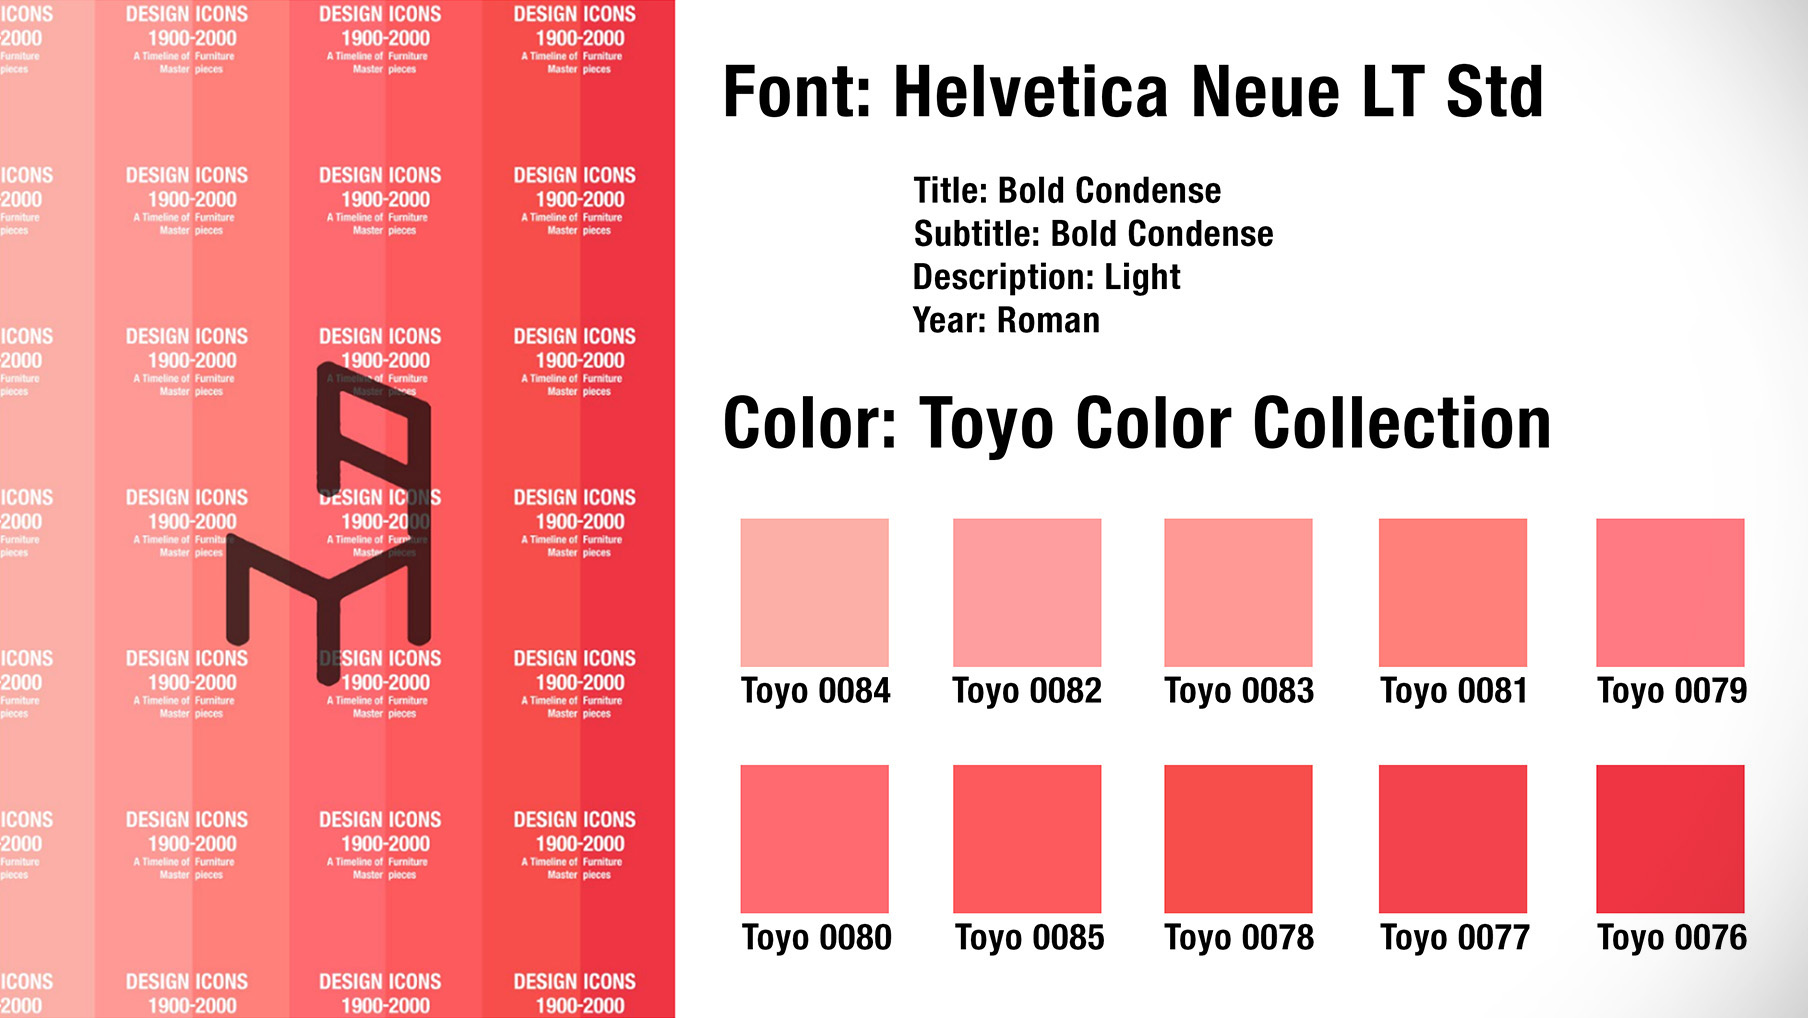 ICONS
2000
Furniture
pieces
DESIGN ICONS
1900-2000
A Timeline of Furniture
Master pieces
DESIGN ICONS
1900-2000
A Timeline of Furniture
Master pieces
DESIGN ICONS
1900-2000
A Timeline of Furniture
Master pieces
ICONS
2000
Furniture
pieces
DESIGN ICONS
1900-2000
A Timeline of Furniture
Master pieces
DESIGN ICONS
1900-2000
A Timeline of Furniture
Master pieces
DESIGN ICONS
1900-2000
A Timeline of Furniture
Master pieces
ICONS
2000
Furniture
pieces
DESIGN ICONS
1900-2000
A Timeline of Furniture
Master pieces
DESIGN ICONS
1900-2000
A Timeline of Furniture
Master pieces
DESIGN ICONS
1900-2000
A Timeline of Furniture
Master pieces
ICONS
2000
Furniture
pieces
DESIGN ICONS
1900-2000
A Timeline of Furniture
Master pieces
DESIGN ICONS
1900-2000
A Timeline of Furniture
Master pieces
DESIGN ICONS
1900-2000
A Timeline of Furniture
Master pieces
ICONS
2000
Furniture
pieces
DESIGN ICONS
1900-2000
A Timeline of Furniture
Master pieces
DESIGN ICONS
1900-2000
A Timeline of Furniture
Master pieces
DESIGN ICONS
1900-2000
A Timeline of Furniture
Master pieces
ICONS
2000
Furniture
pieces
DESIGN ICONS
1900-2000
A Timeline of Furniture
Master pieces
DESIGN ICONS
1900-2000
A Timeline of Furniture
Master pieces
DESIGN ICONS
1900-2000
A Timeline of Furniture
Master pieces
ICONS
2000
DESIGN ICONS
1900-2000
DESIGN ICONS
1900-2000
DESIGN ICONS
1900-2000
Font: Helvetica Neue LT Std
Title: Bold Condense
Subtitle: Bold Condense
Description: Light
Year: Roman
Color: Toyo Color Collection
Toyo 0084
Toyo 0082
Toyo 0083
Toyo 0081
Toyo 0079
Toyo 0080
Toyo 0085
Toyo 0078
Toyo 0077
Toyo 0076